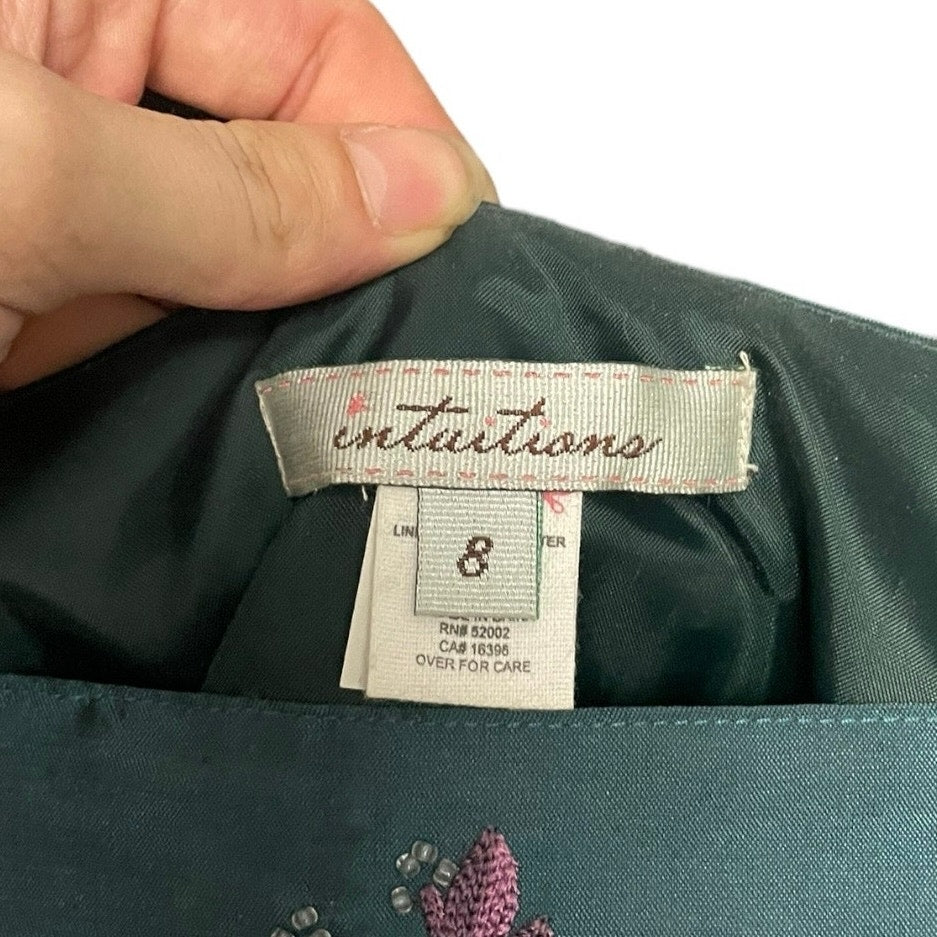 intuitions
8
RN# 52002
CA# 16396
OVER FOR CARE